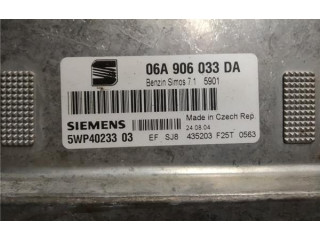 06A 906 033 DA
Benzin Simos 7.1 5901
SIEMENS
Made in Czech Rep.
24 08 04
5WP40233 03
EF SJ8 435203 F25T 0563